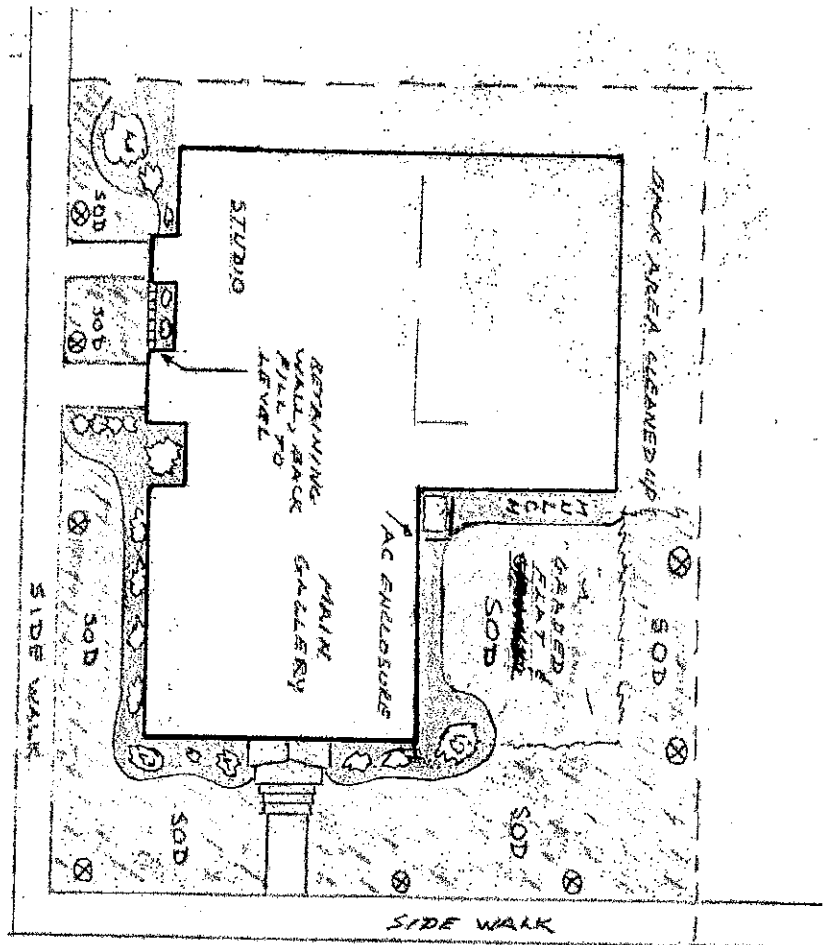 BACK AREA CLEANED UP
SOD
STUDIO
SOD
RETAINING
WALL, BACK
FILL TO
LEVEL
MULCH
AC ENCLOSURE
GRADED
FLAT &
SOD
SOD
MAIN
GALLERY
SOD
SIDE WALK
SOD
SOD
SIDE WALK